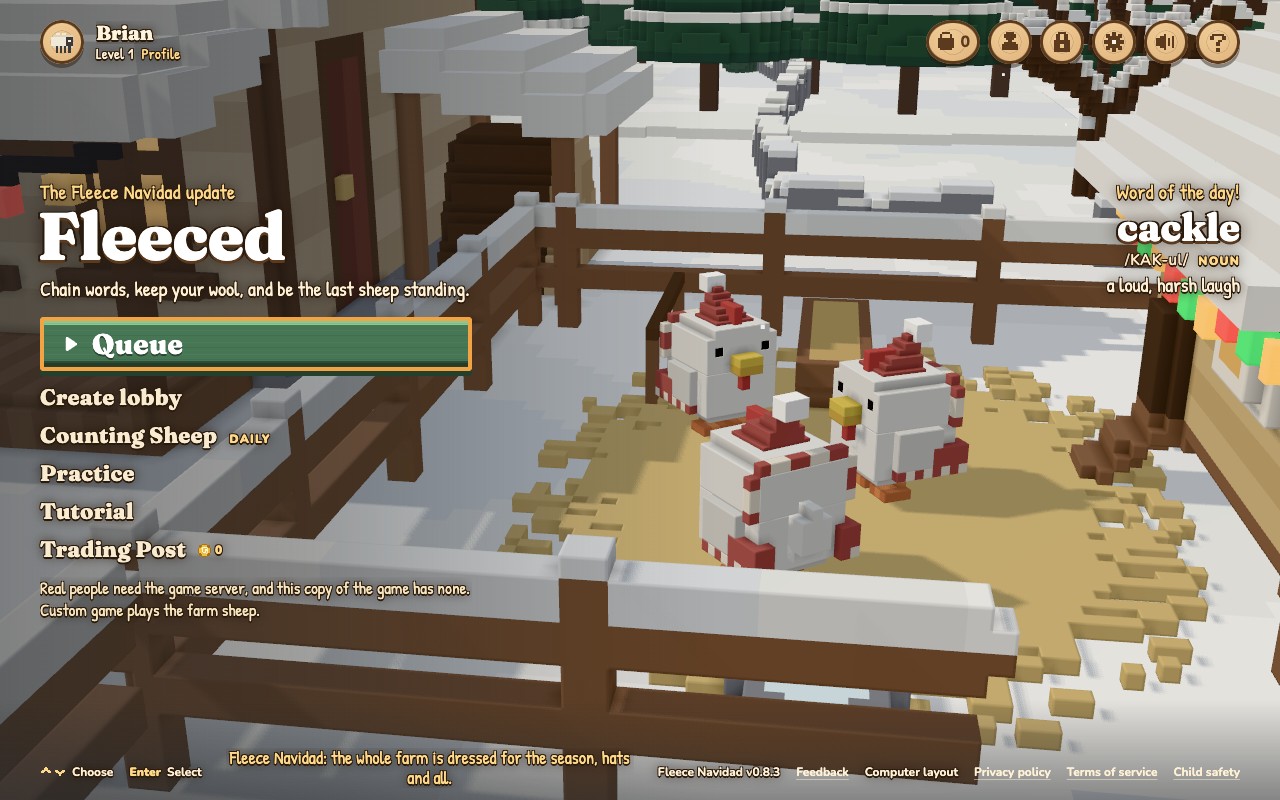 Brian
Level 1 Profile
0
The Fleece Navidad update
Fleeced
Chain words, keep your wool, and be the last sheep standing.
Queue
Create lobby
Counting Sheep DAILY
Practice
Tutorial
Trading Post 0
Real people need the game server, and this copy of the game has none.
Custom game plays the farm sheep.
Word of the day!
cackle
/KAK-ul/ NOUN
a loud, harsh laugh
Choose Enter Select
Fleece Navidad: the whole farm is dressed for the season, hats
and all.
Fleece Navidad v0.8.3 Feedback Computer layout Privacy policy Terms of service Child safety